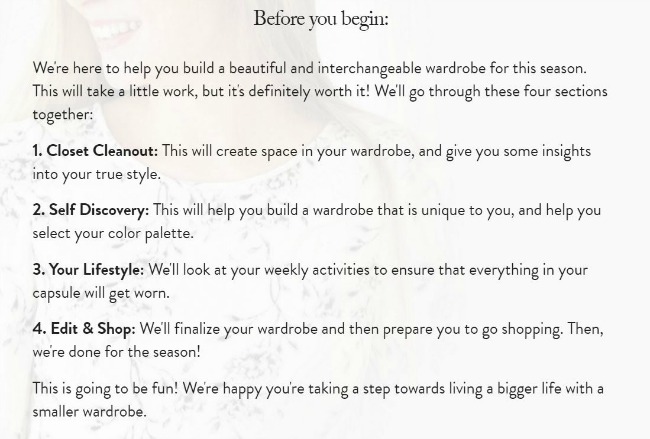 Before you begin:
We're here to help you build a beautiful and interchangeable wardrobe for this season.
This will take a little work, but it's definitely worth it! We'll go through these four sections
together:
1. Closet Cleanout: This will create space in your wardrobe, and give you some insights
into your true style.
2. Self Discovery: This will help you build a wardrobe that is unique to you, and help you
select your color palette.
3. Your Lifestyle: We'll look at your weekly activities to ensure that everything in your
capsule will get worn.
4. Edit & Shop: We'll finalize your wardrobe and then prepare you to go shopping. Then,
we're done for the season!
This is going to be fun! We're happy you're taking a step towards living a bigger life with a
smaller wardrobe.